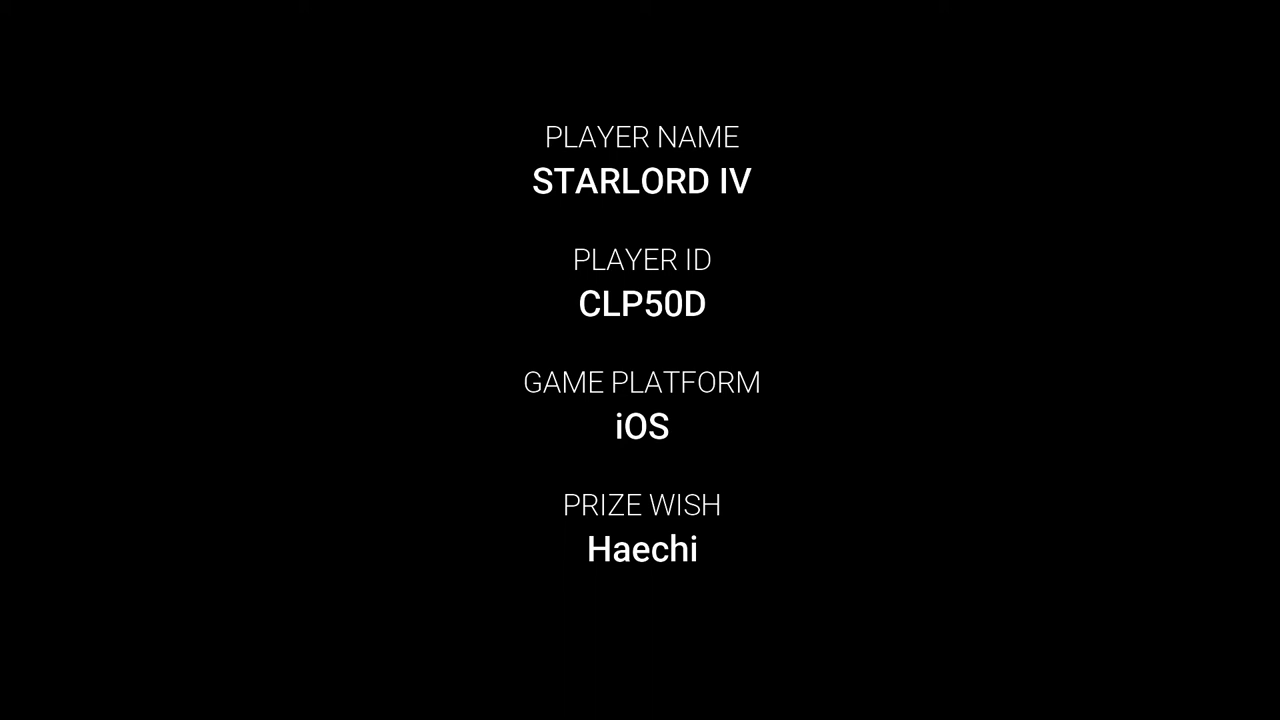 PLAYER NAME
STARLORD IV
PLAYER ID
CLP50D
GAME PLATFORM
iOS
PRIZE WISH
Haechi